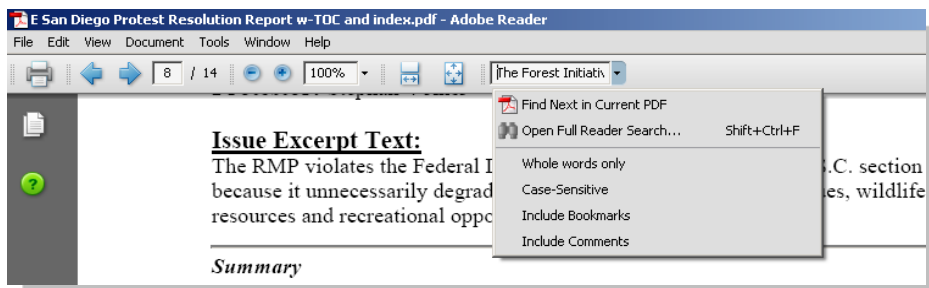 E San Diego Protest Resolution Report w-TOC and index.pdf - Adobe Reader
File Edit View Document Tools Window Help
8 / 14 100% The Forest Initiativ
Find Next in Current PDF
Open Full Reader Search... Shift+Ctrl+F
Whole words only
Case-Sensitive
Include Bookmarks
Include Comments
Issue Excerpt Text:
The RMP violates the Federal .C. section
because it unnecessarily degrad es, wildlife
resources and recreational oppo
Summary